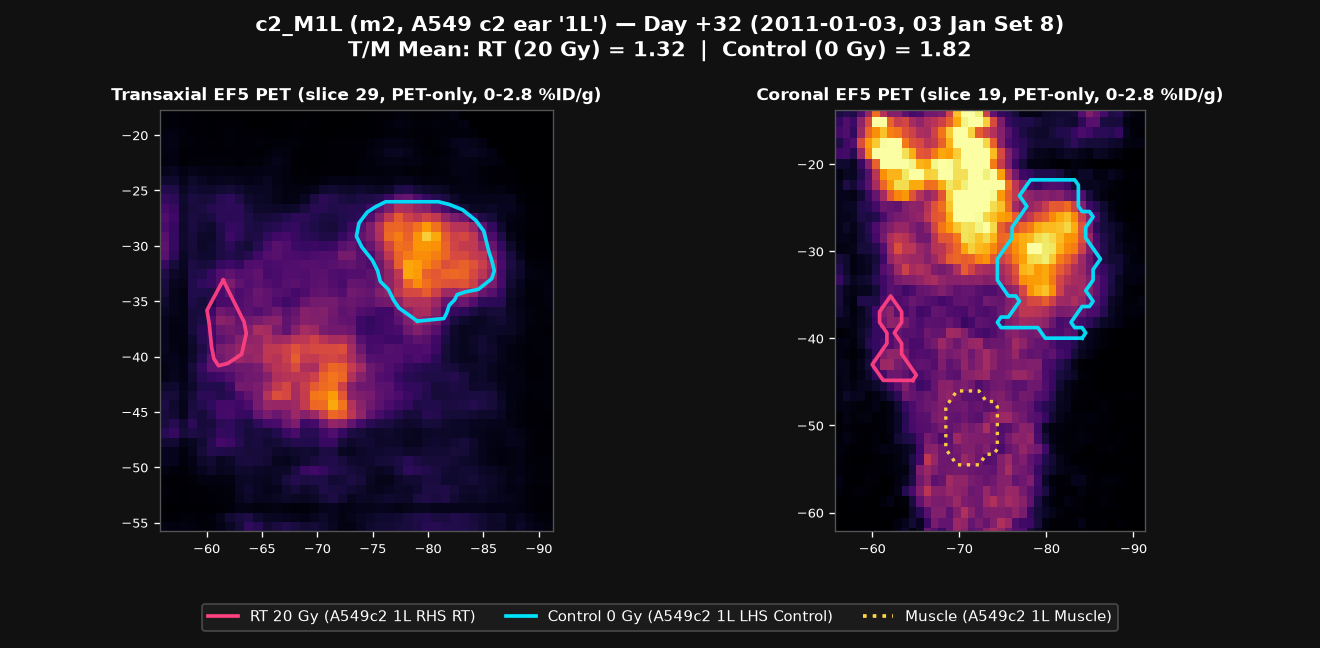 c2_M1L (m2, A549 c2 ear '1L') — Day +32 (2011-01-03, 03 Jan Set 8)
T/M Mean: RT (20 Gy) = 1.32 | Control (0 Gy) = 1.82
Transaxial EF5 PET (slice 29, PET-only, 0-2.8 %ID/g)
−20
−25
−30
−35
−40
−45
−50
−55
−60 −65 −70 −75 −80 −85 −90
Coronal EF5 PET (slice 19, PET-only, 0-2.8 %ID/g)
−20
−30
−40
−50
−60
−60 −70 −80 −90
RT 20 Gy (A549c2 1L RHS RT) Control 0 Gy (A549c2 1L LHS Control) Muscle (A549c2 1L Muscle)